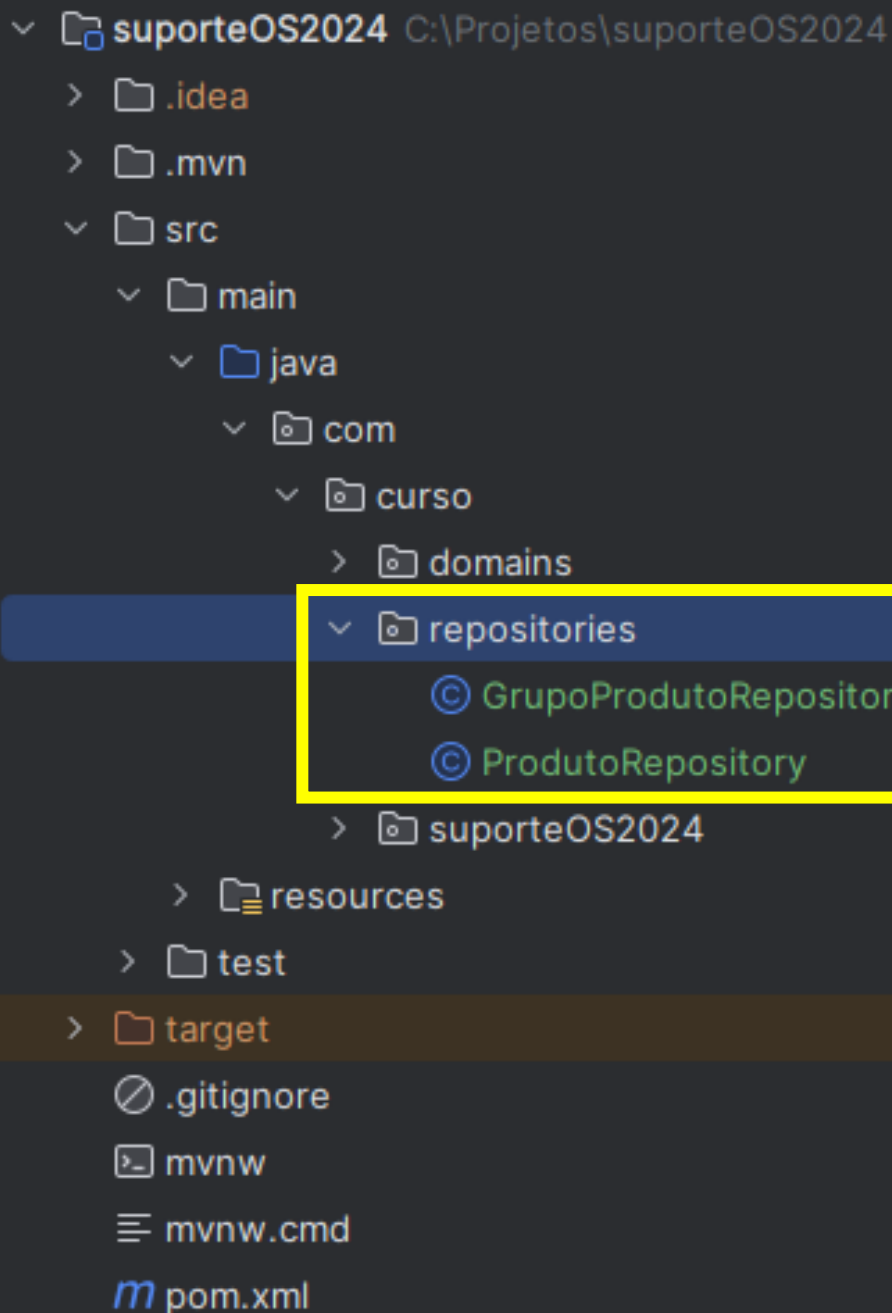 suporteOS2024 C:\Projetos\suporteOS2024
.idea
.mvn
src
main
java
com
curso
domains
repositories
GrupoProdutoRepositor
ProdutoRepository
suporteOS2024
resources
test
target
.gitignore
mvnw
mvnw.cmd
pom.xml